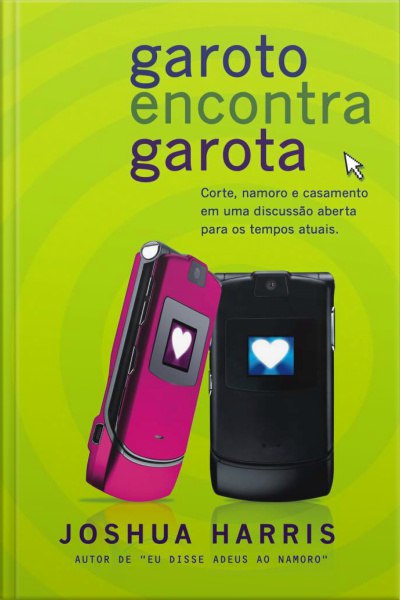 garoto
encontra
garota
Corte, namoro e casamento
em uma discussão aberta
para os tempos atuais.
JOSHUA HARRIS
AUTOR DE "EU DISSE ADEUS AO NAMORO"